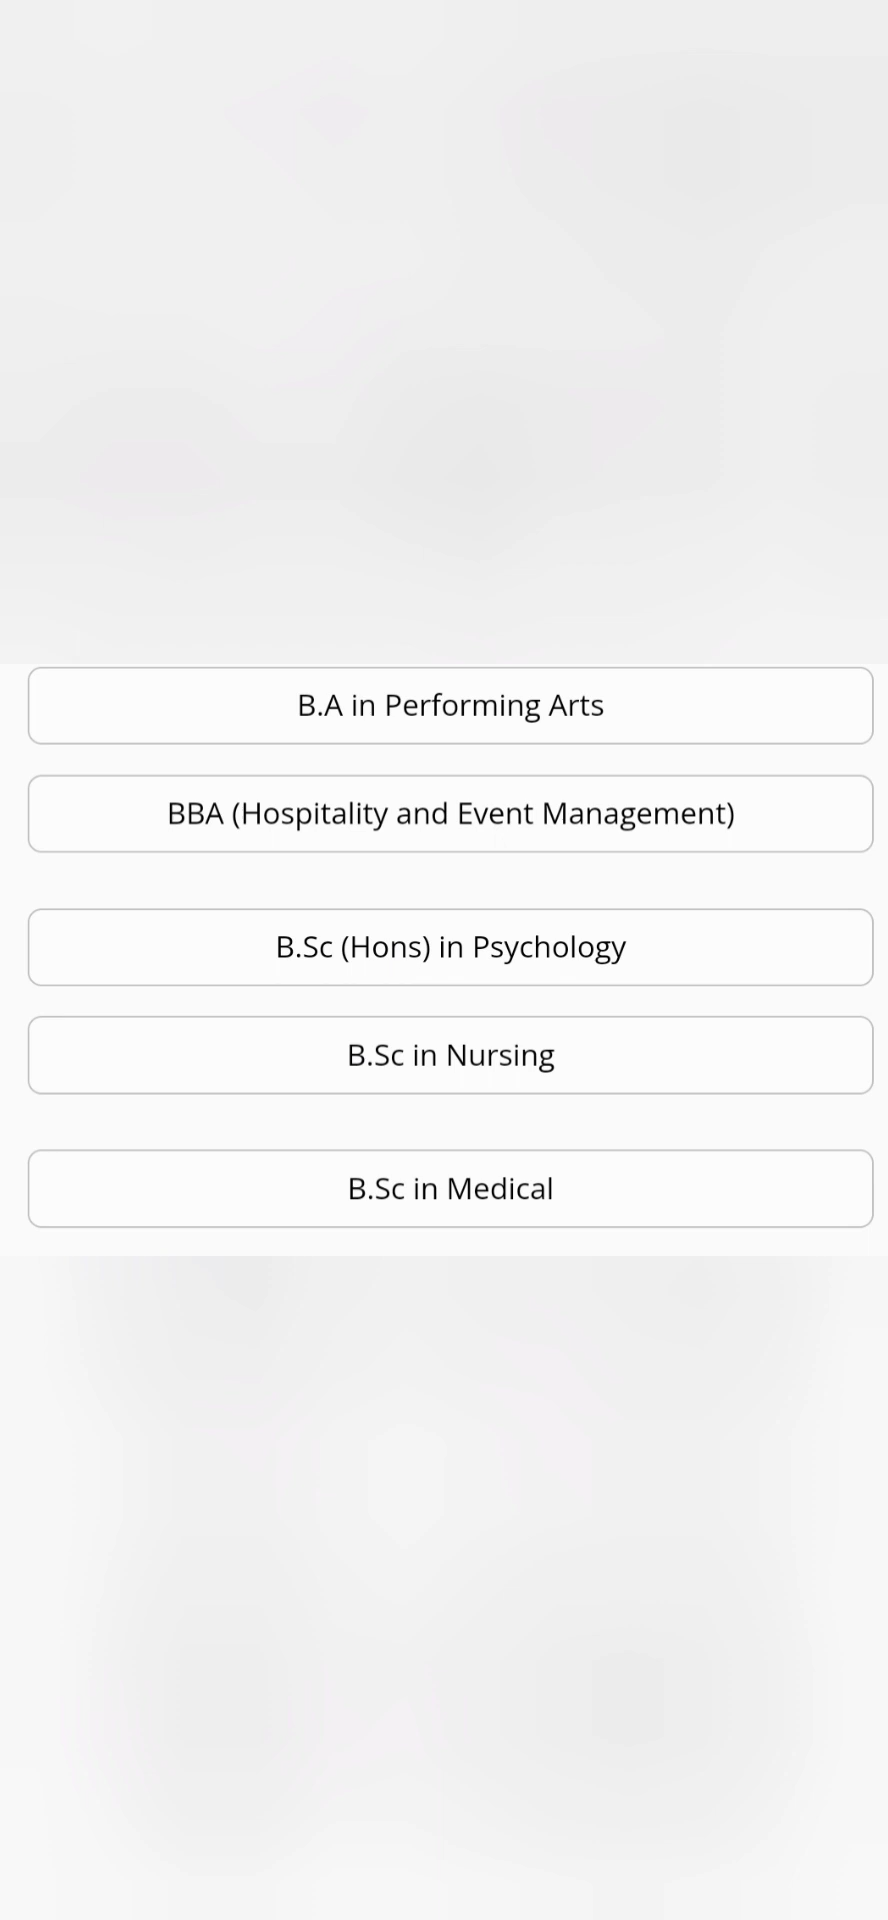 B.A in Performing Arts
BBA (Hospitality and Event Management)
B.Sc (Hons) in Psychology
B.Sc in Nursing
B.Sc in Medical